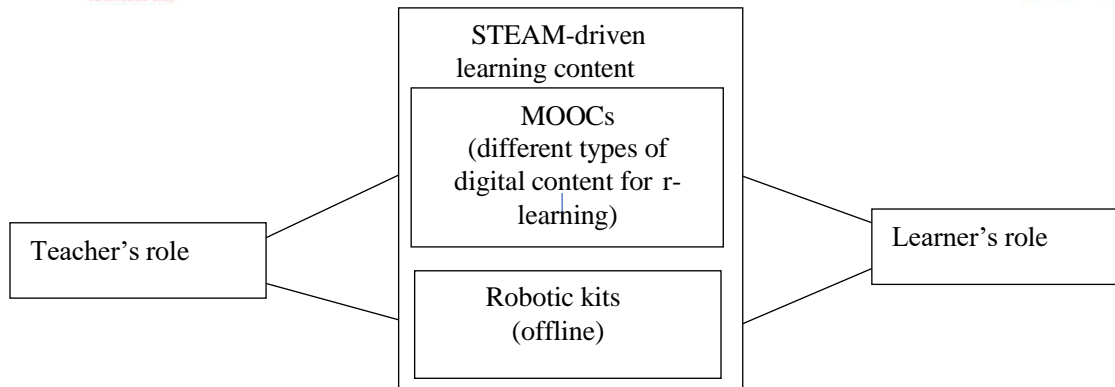 STEAM-driven
learning content
MOOCs
(different types of
digital content for r-
learning)
Teacher’s role
Learner’s role
Robotic kits
(offline)